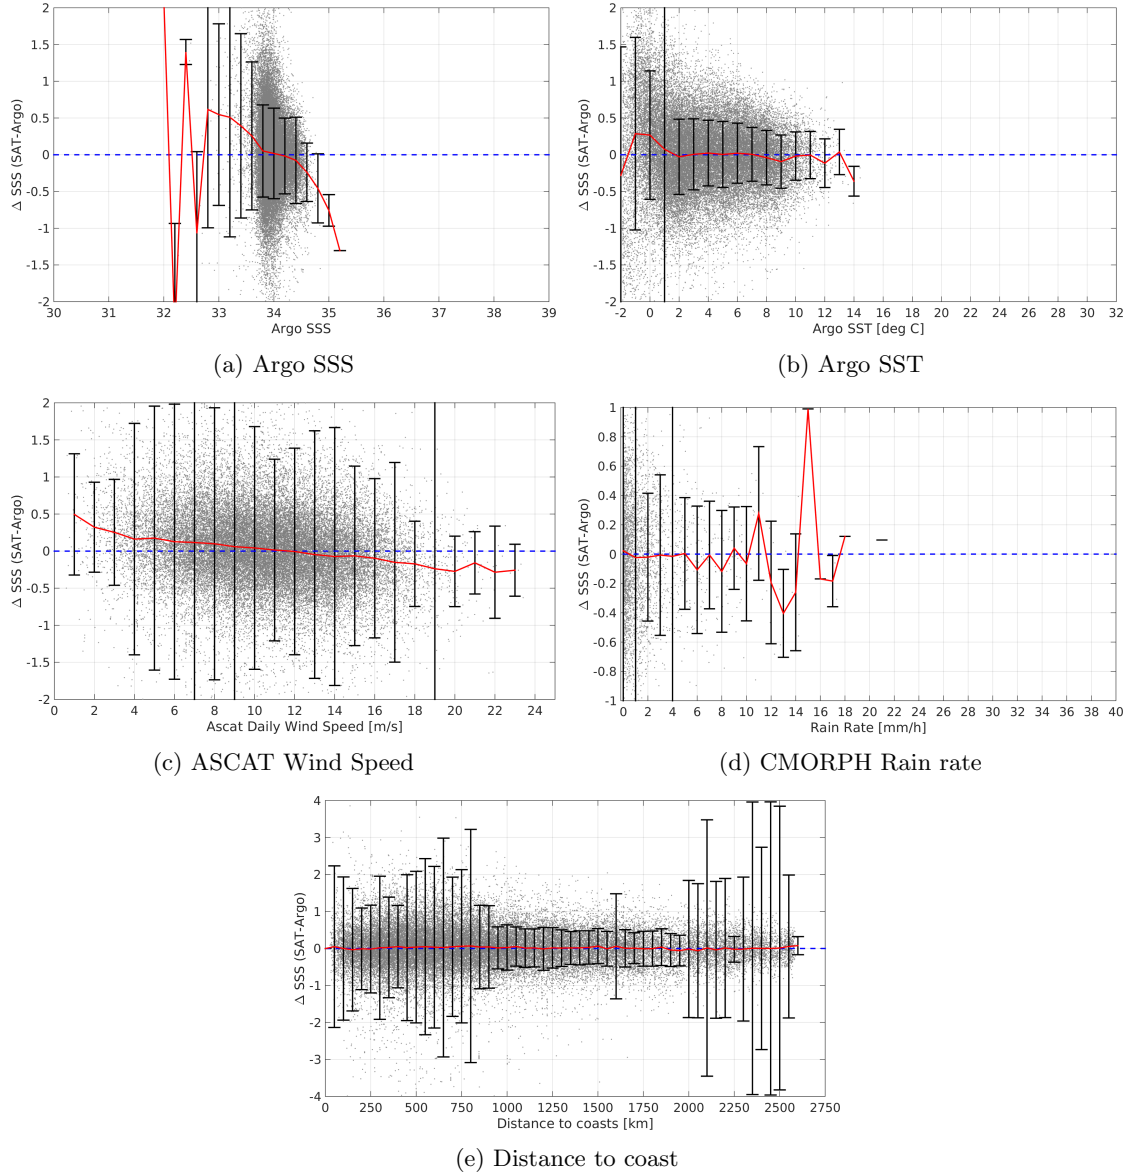 2
1.5
1
0.5
0
-0.5
-1
-1.5
-2
Δ SSS (SAT-Argo)
30 31 32 33 34 35 36 37 38 39
Argo SSS
(a) Argo SSS
2
1.5
1
0.5
0
-0.5
-1
-1.5
-2
Δ SSS (SAT-Argo)
-2 0 2 4 6 8 10 12 14 16 18 20 22 24 26 28 30 32
Argo SST [deg C]
(b) Argo SST
2
1.5
1
0.5
0
-0.5
-1
-1.5
-2
Δ SSS (SAT-Argo)
0 2 4 6 8 10 12 14 16 18 20 22 24
Ascat Daily Wind Speed [m/s]
(c) ASCAT Wind Speed
1
0.8
0.6
0.4
0.2
0
-0.2
-0.4
-0.6
-0.8
-1
Δ SSS (SAT-Argo)
0 2 4 6 8 10 12 14 16 18 20 22 24 26 28 30 32 34 36 38 40
Rain Rate [mm/h]
(d) CMORPH Rain rate
4
3
2
1
0
-1
-2
-3
-4
Δ SSS (SAT-Argo)
0 250 500 750 1000 1250 1500 1750 2000 2250 2500 2750
Distance to coasts [km]
(e) Distance to coast